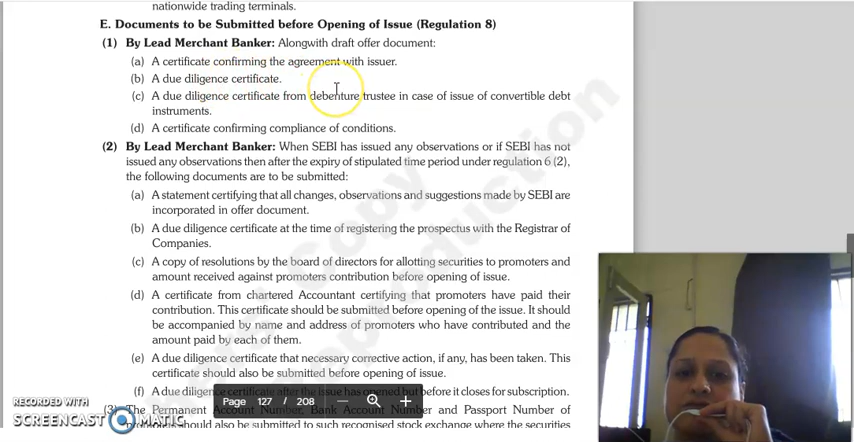 nationwide trading terminals.
E. Documents to be Submitted before Opening of Issue (Regulation 8)
(1) By Lead Merchant Banker: Alongwith draft offer document:
(a) A certificate confirming the agreement with issuer.
(b) A due diligence certificate.
(c) A due diligence certificate from debenture trustee in case of issue of convertible debt
instruments.
(d) A certificate confirming compliance of conditions.
(2) By Lead Merchant Banker: When SEBI has issued any observations or if SEBI has not
issued any observations then after the expiry of stipulated time period under regulation 6 (2),
the following documents are to be submitted:
(a) A statement certifying that all changes, observations and suggestions made by SEBI are
incorporated in offer document.
(b) A due diligence certificate at the time of registering the prospectus with the Registrar of
Companies.
(c) A copy of resolutions by the board of directors for allotting securities to promoters and
amount received against promoters contribution before opening of issue.
(d) A certificate from chartered Accountant certifying that promoters have paid their
contribution. This certificate should be submitted before opening of the issue. It should
be accompanied by name and address of promoters who have contributed and the
amount paid by each of them.
(e) A due diligence certificate that necessary corrective action, if any, has been taken. This
certificate should also be submitted before opening of issue.
(f) A due diligence certificate after the issue has opened but before it closes for subscription.
(3) The Permanent Account Number, Bank Account Number and Passport Number of
should also be submitted to such recognised stock exchange where the securities
Page 127 / 208
RECORDED WITH
SCREENCAST MATIC
Copy